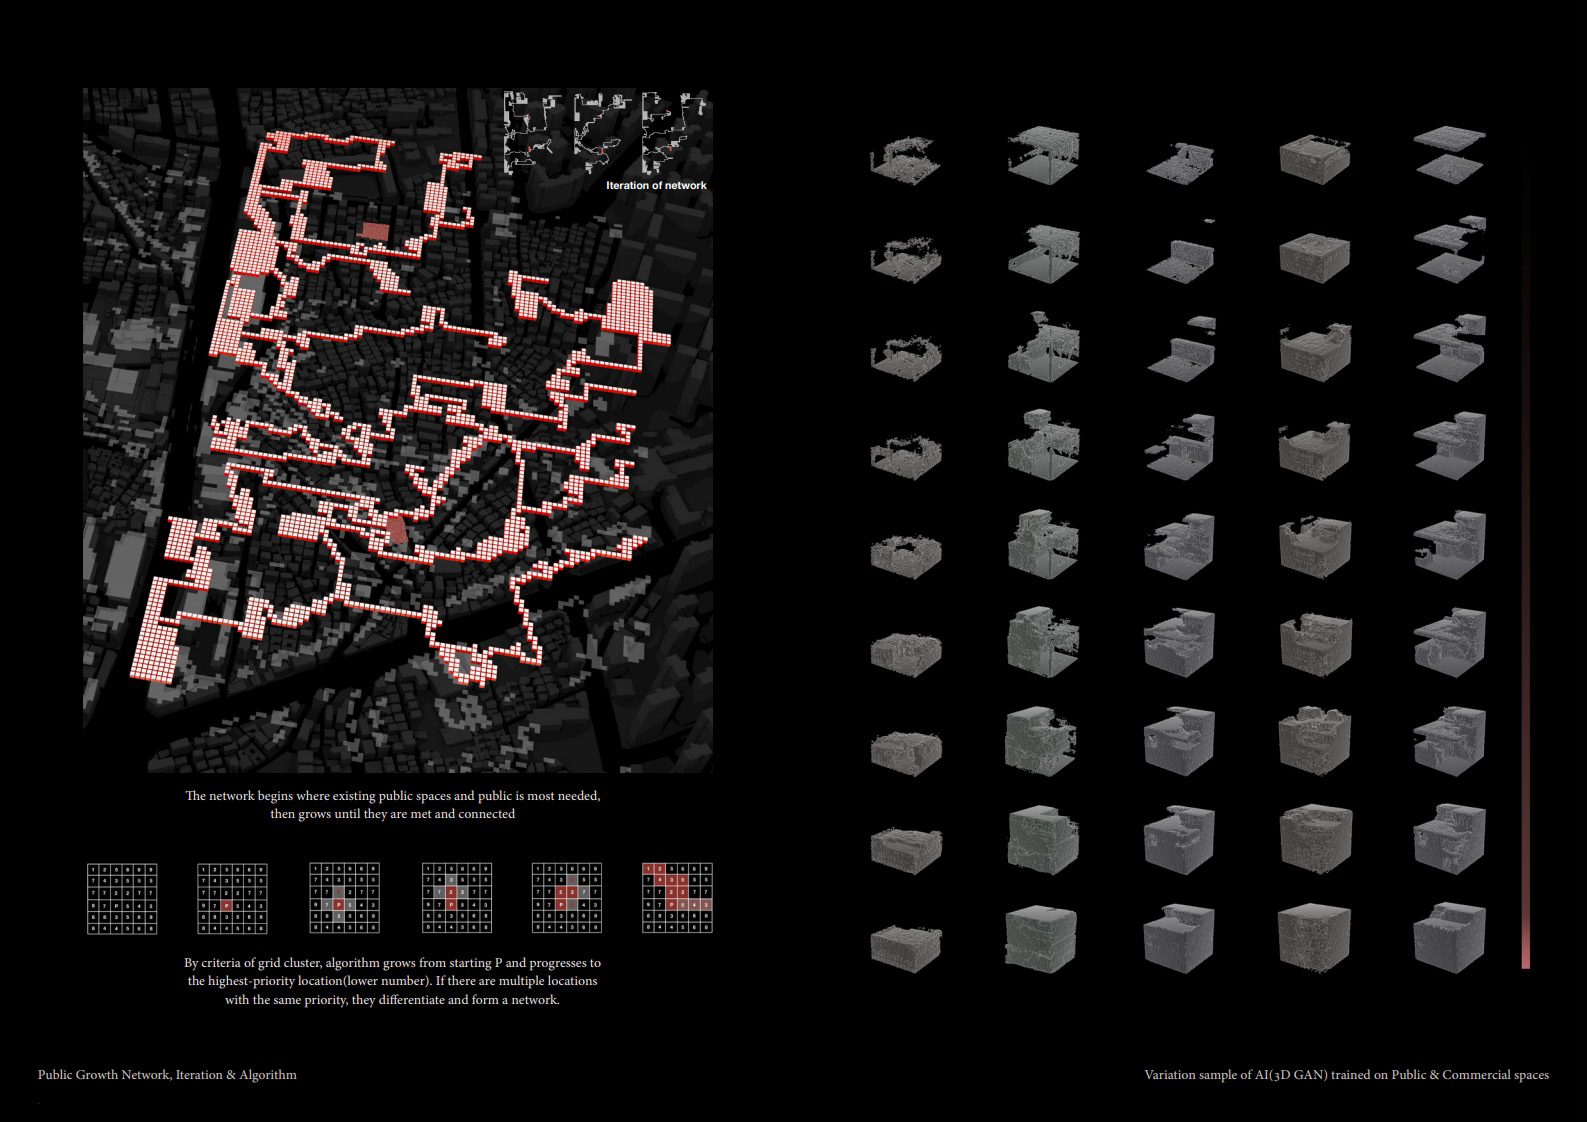 Iteration of network
The network begins where existing public spaces and public is most needed,
then grows until they are met and connected
By criteria of grid cluster, algorithm grows from starting P and progresses to
the highest-priority location(lower number). If there are multiple locations
with the same priority, they differentiate and form a network.
Public Growth Network, Iteration & Algorithm
Variation sample of AI(3D GAN) trained on Public & Commercial spaces